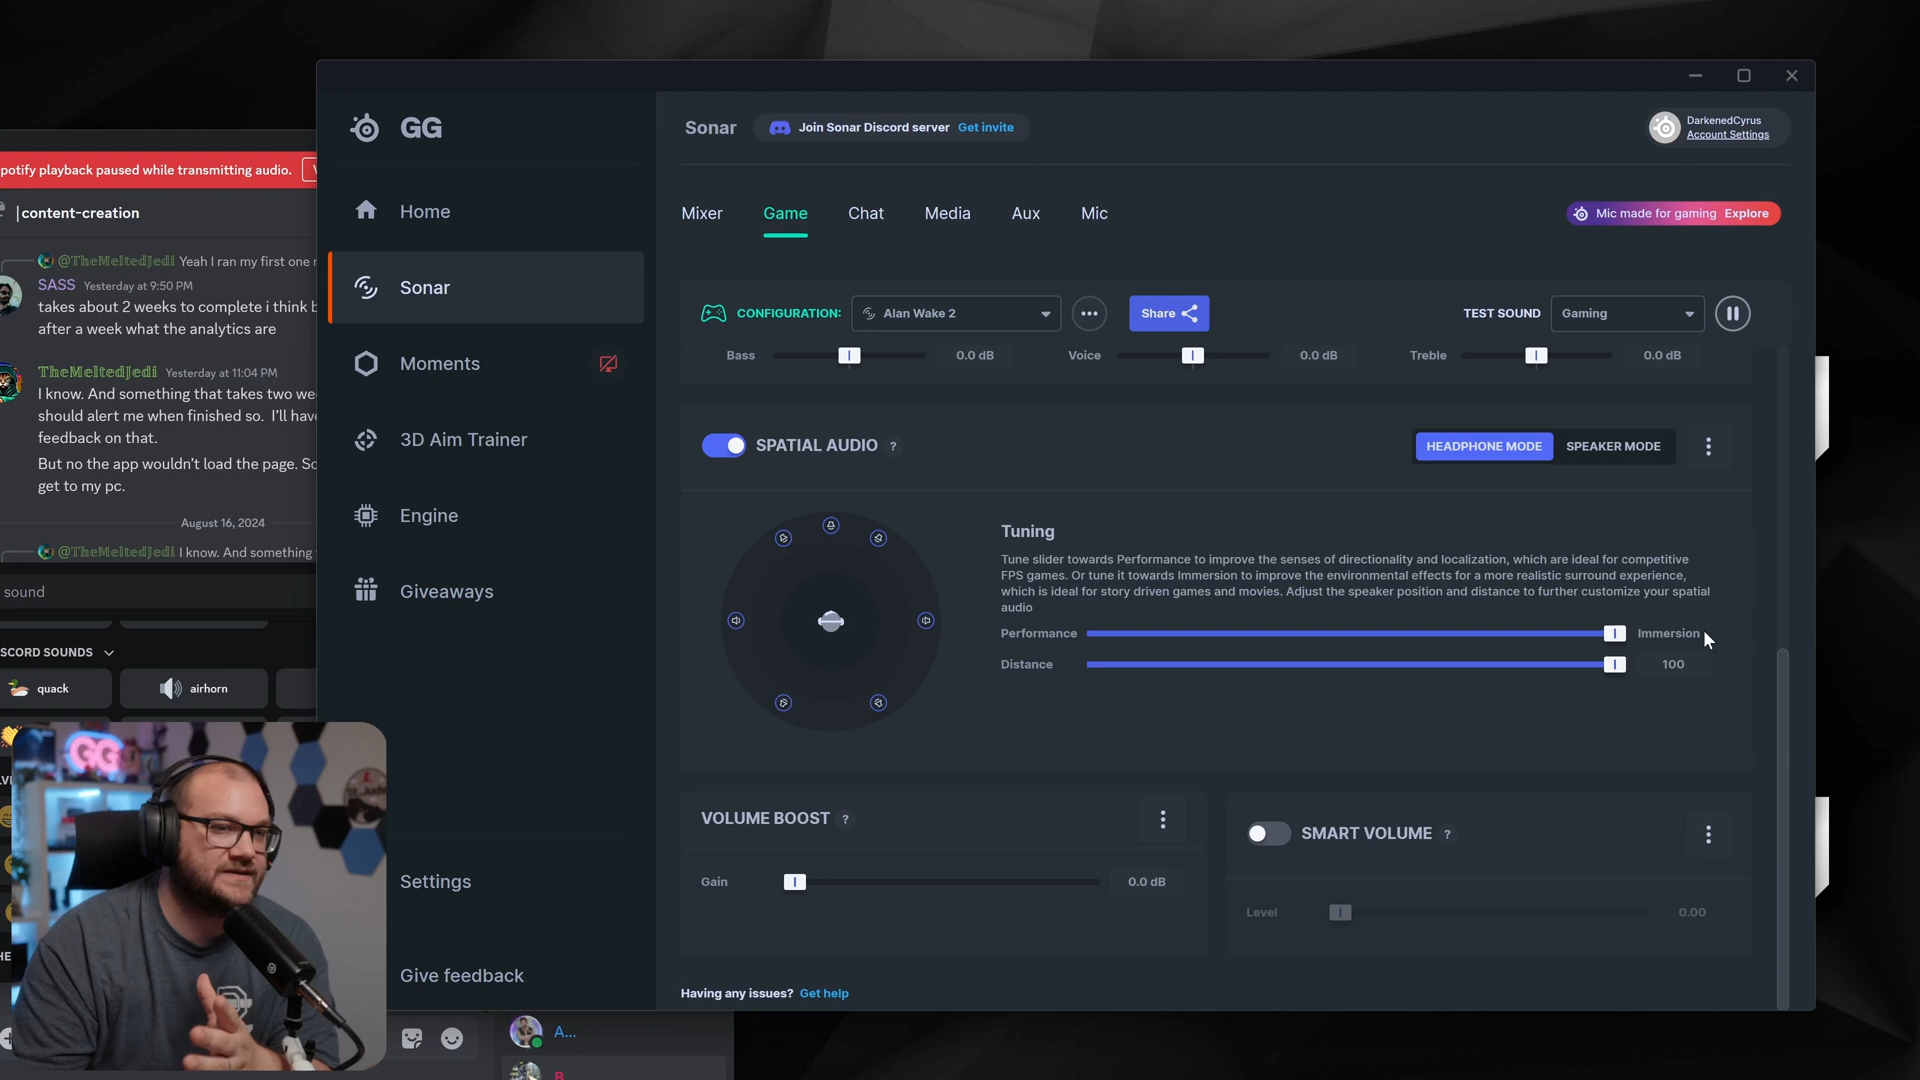 GG
Sonar
Join Sonar Discord server Get invite
DarkenedCyrus
Account Settings
Home
Sonar
Moments
3D Aim Trainer
Engine
Giveaways
Settings
Give feedback
Mixer
Game
Chat
Media
Aux
Mic
Mic made for gaming Explore
CONFIGURATION:
Alan Wake 2
Share
TEST SOUND
Gaming
Bass
0.0 dB
Voice
0.0 dB
Treble
0.0 dB
SPATIAL AUDIO ?
HEADPHONE MODE
SPEAKER MODE
Tuning
Tune slider towards Performance to improve the senses of directionality and localization, which are ideal for competitive
FPS games. Or tune it towards Immersion to improve the environmental effects for a more realistic surround experience,
which is ideal for story driven games and movies. Adjust the speaker position and distance to further customize your spatial
audio
Performance
Immersion
Distance
100
VOLUME BOOST ?
Gain
0.0 dB
SMART VOLUME ?
Level
0.00
Having any issues? Get help
potify playback paused while transmitting audio.
|content-creation
@TheMeltedJedi Yeah I ran my first one
SASS Yesterday at 9:50 PM
takes about 2 weeks to complete i think
after a week what the analytics are
TheMeltedJedi Yesterday at 11:04 PM
I know. And something that takes two we
should alert me when finished so. I'll hav
feedback on that.
But no the app wouldn't load the page. So
get to my pc.
August 16, 2024
@TheMeltedJedi I know. And something
sound
SCORD SOUNDS
quack
airhorn
GG
St. Jude
A...